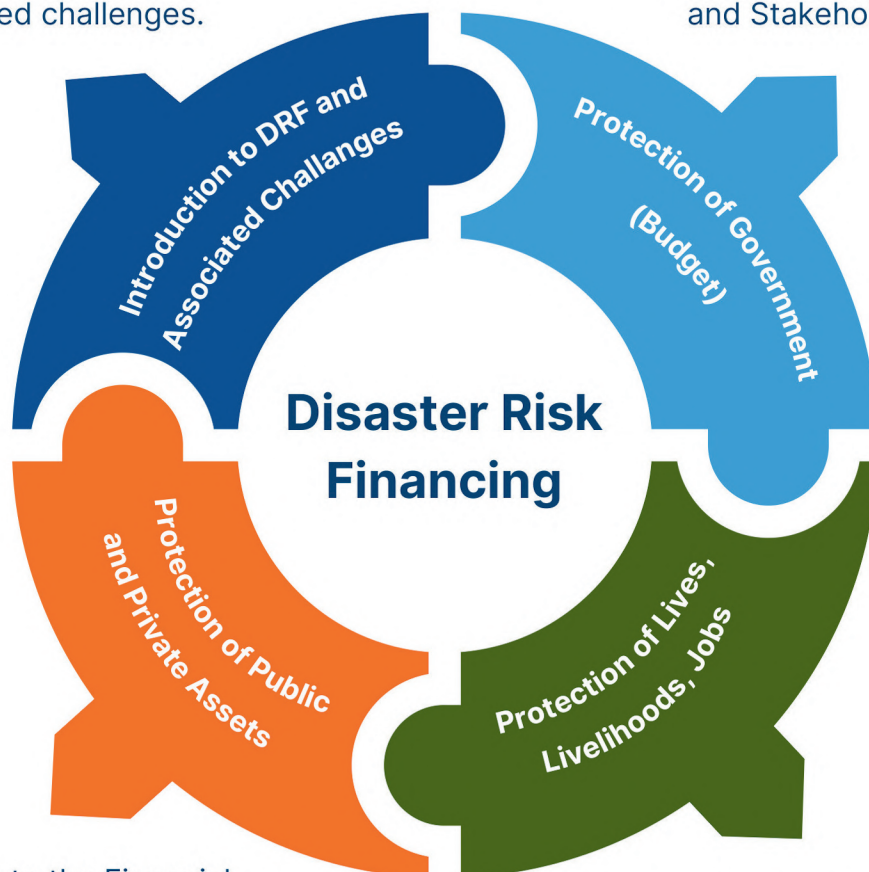 ed challenges.
and Stakeho
Introduction to DRF and
Associated Challanges
Protection of Government
(Budget)
Disaster Risk
Financing
Protection of Public
and Private Assets
Protection of Lives,
Livelihoods, Jobs